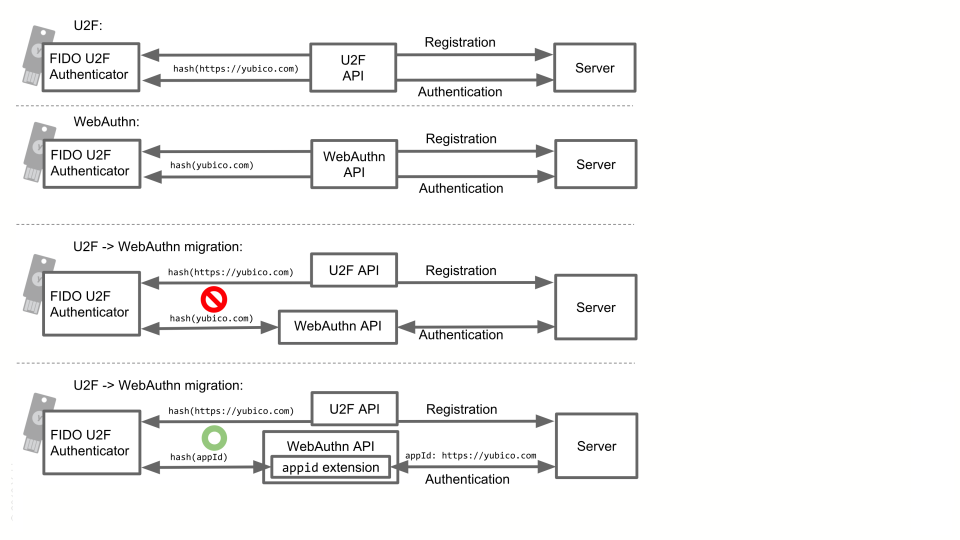 U2F:
FIDO U2F
Authenticator
hash(https://yubico.com)
U2F
API
Registration
Authentication
Server
WebAuthn:
FIDO U2F
Authenticator
hash(yubico.com)
WebAuthn
API
Registration
Authentication
Server
U2F -> WebAuthn migration:
FIDO U2F
Authenticator
hash(https://yubico.com)
hash(yubico.com)
U2F API
WebAuthn API
Registration
Authentication
Server
U2F -> WebAuthn migration:
FIDO U2F
Authenticator
hash(https://yubico.com)
hash(appId)
U2F API
WebAuthn API
appid extension
Registration
appId: https://yubico.com
Authentication
Server